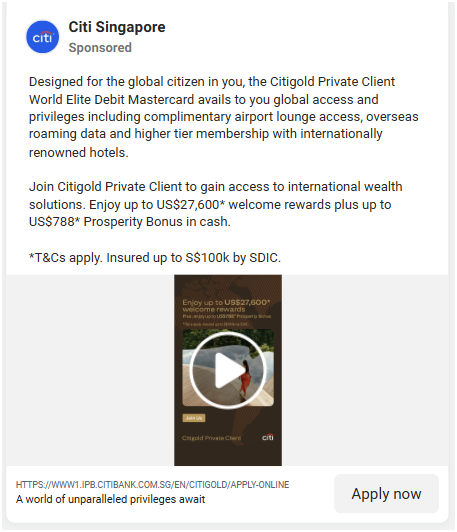 citi
Citi Singapore
Sponsored
Designed for the global citizen in you, the Citigold Private Client
World Elite Debit Mastercard avails to you global access and
privileges including complimentary airport lounge access, overseas
roaming data and higher tier membership with internationally
renowned hotels.
Join Citigold Private Client to gain access to international wealth
solutions. Enjoy up to US$27,600* welcome rewards plus up to
US$788* Prosperity Bonus in cash.
*T&Cs apply. Insured up to S$100k by SDIC.
Enjoy up to US$27,600*
welcome rewards
Plus, enjoy up to US$788* Prosperity Bonus
Join us
Citigold Private Client
citi
HTTPS://WWW1.IPB.CITIBANK.COM.SG/EN/CITIGOLD/APPLY-ONLINE
A world of unparalleled privileges await
Apply now